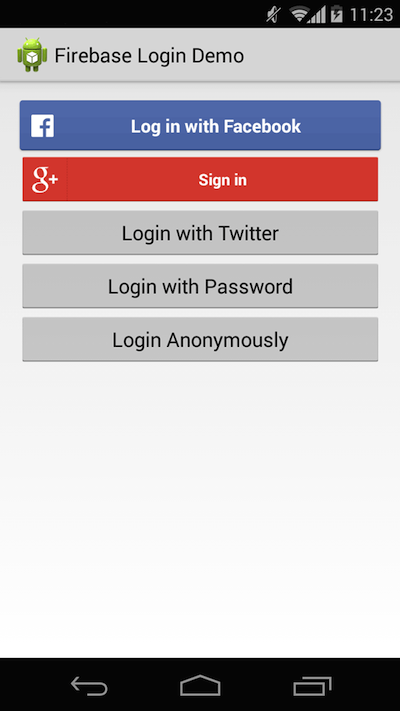 11:23
Firebase Login Demo
Log in with Facebook
g+ Sign in
Login with Twitter
Login with Password
Login Anonymously